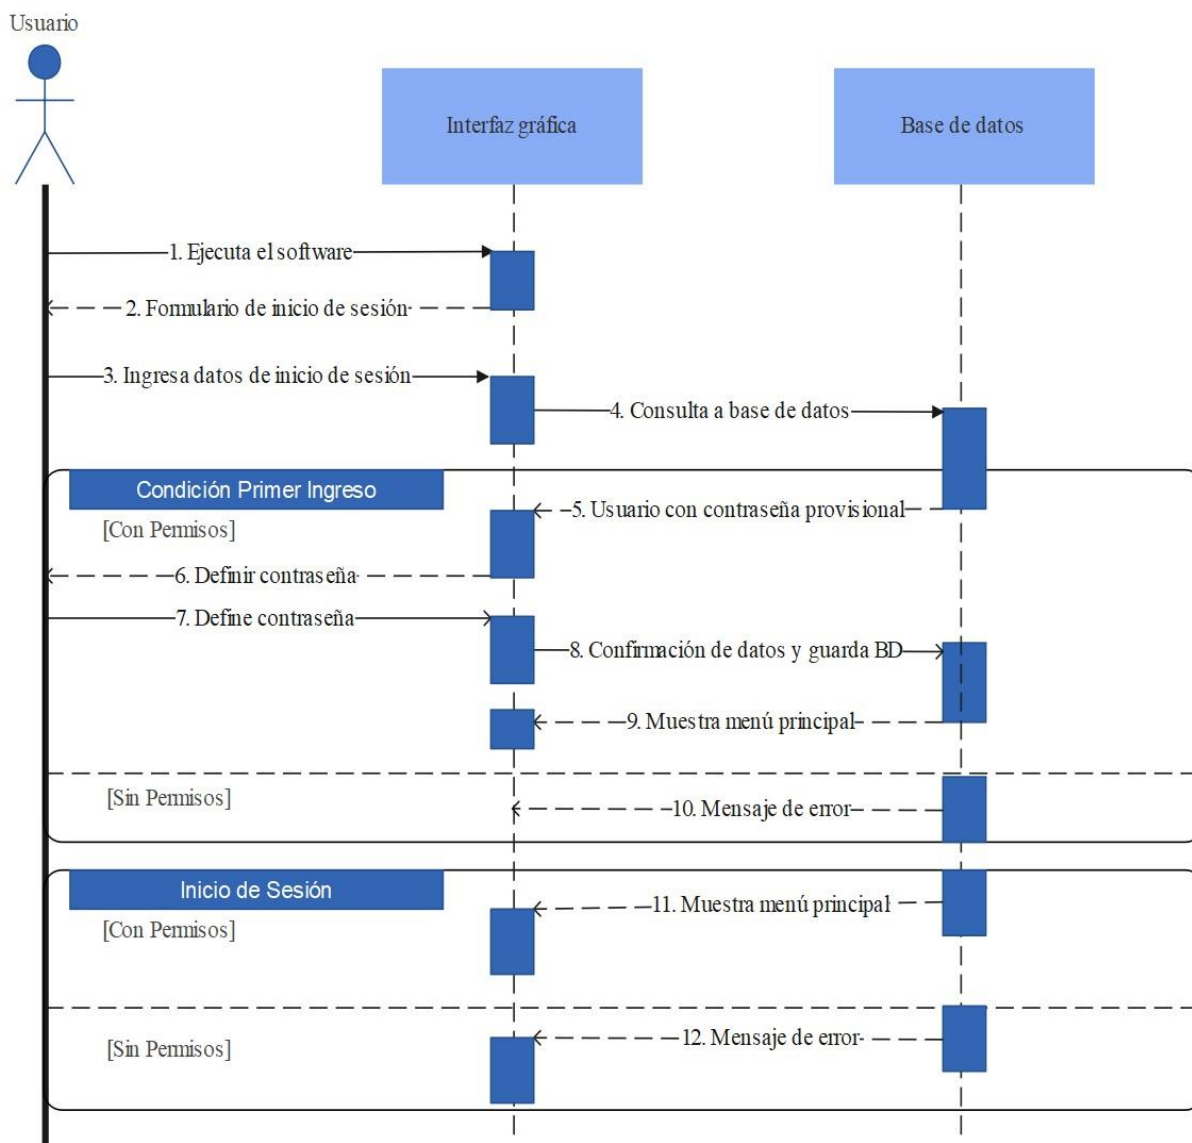 Usuario
Interfaz gráfica
Base de datos
1. Ejecuta el software
2. Formulario de inicio de sesión
3. Ingresa datos de inicio de sesión
4. Consulta a base de datos
Condición Primer Ingreso
[Con Permisos]
5. Usuario con contraseña provisional
6. Definir contraseña
7. Define contraseña
8. Confirmación de datos y guarda BD
9. Muestra menú principal
[Sin Permisos]
10. Mensaje de error
Inicio de Sesión
[Con Permisos]
11. Muestra menú principal
[Sin Permisos]
12. Mensaje de error